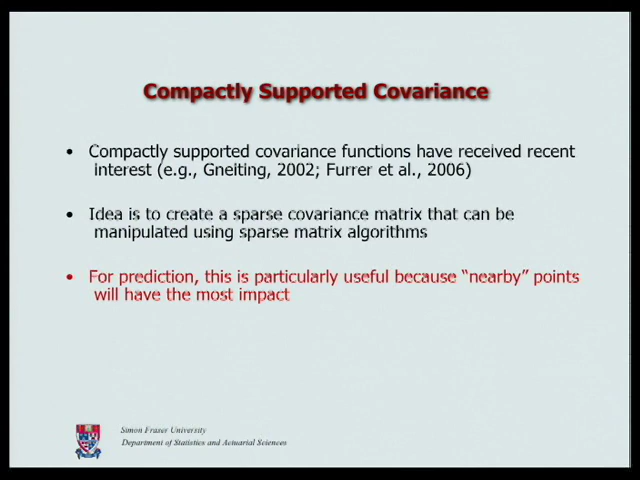 Compactly Supported Covariance
• Compactly supported covariance functions have received recent
interest (e.g., Gneiting, 2002; Furrer et al., 2006)
• Idea is to create a sparse covariance matrix that can be
manipulated using sparse matrix algorithms
• For prediction, this is particularly useful because “nearby” points
will have the most impact
Simon Fraser University
Department of Statistics and Actuarial Sciences